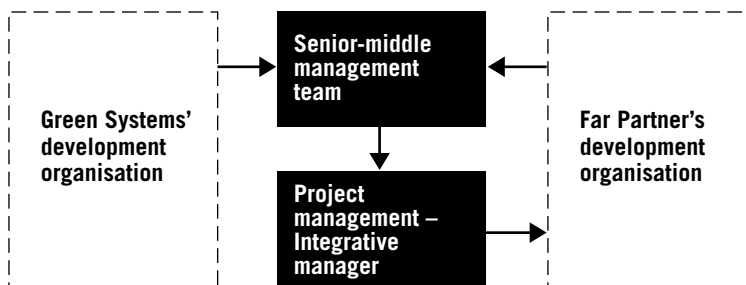 Senior-middle
management
team
Green Systems’
development
organisation
Far Partner’s
development
organisation
Project
management –
Integrative
manager